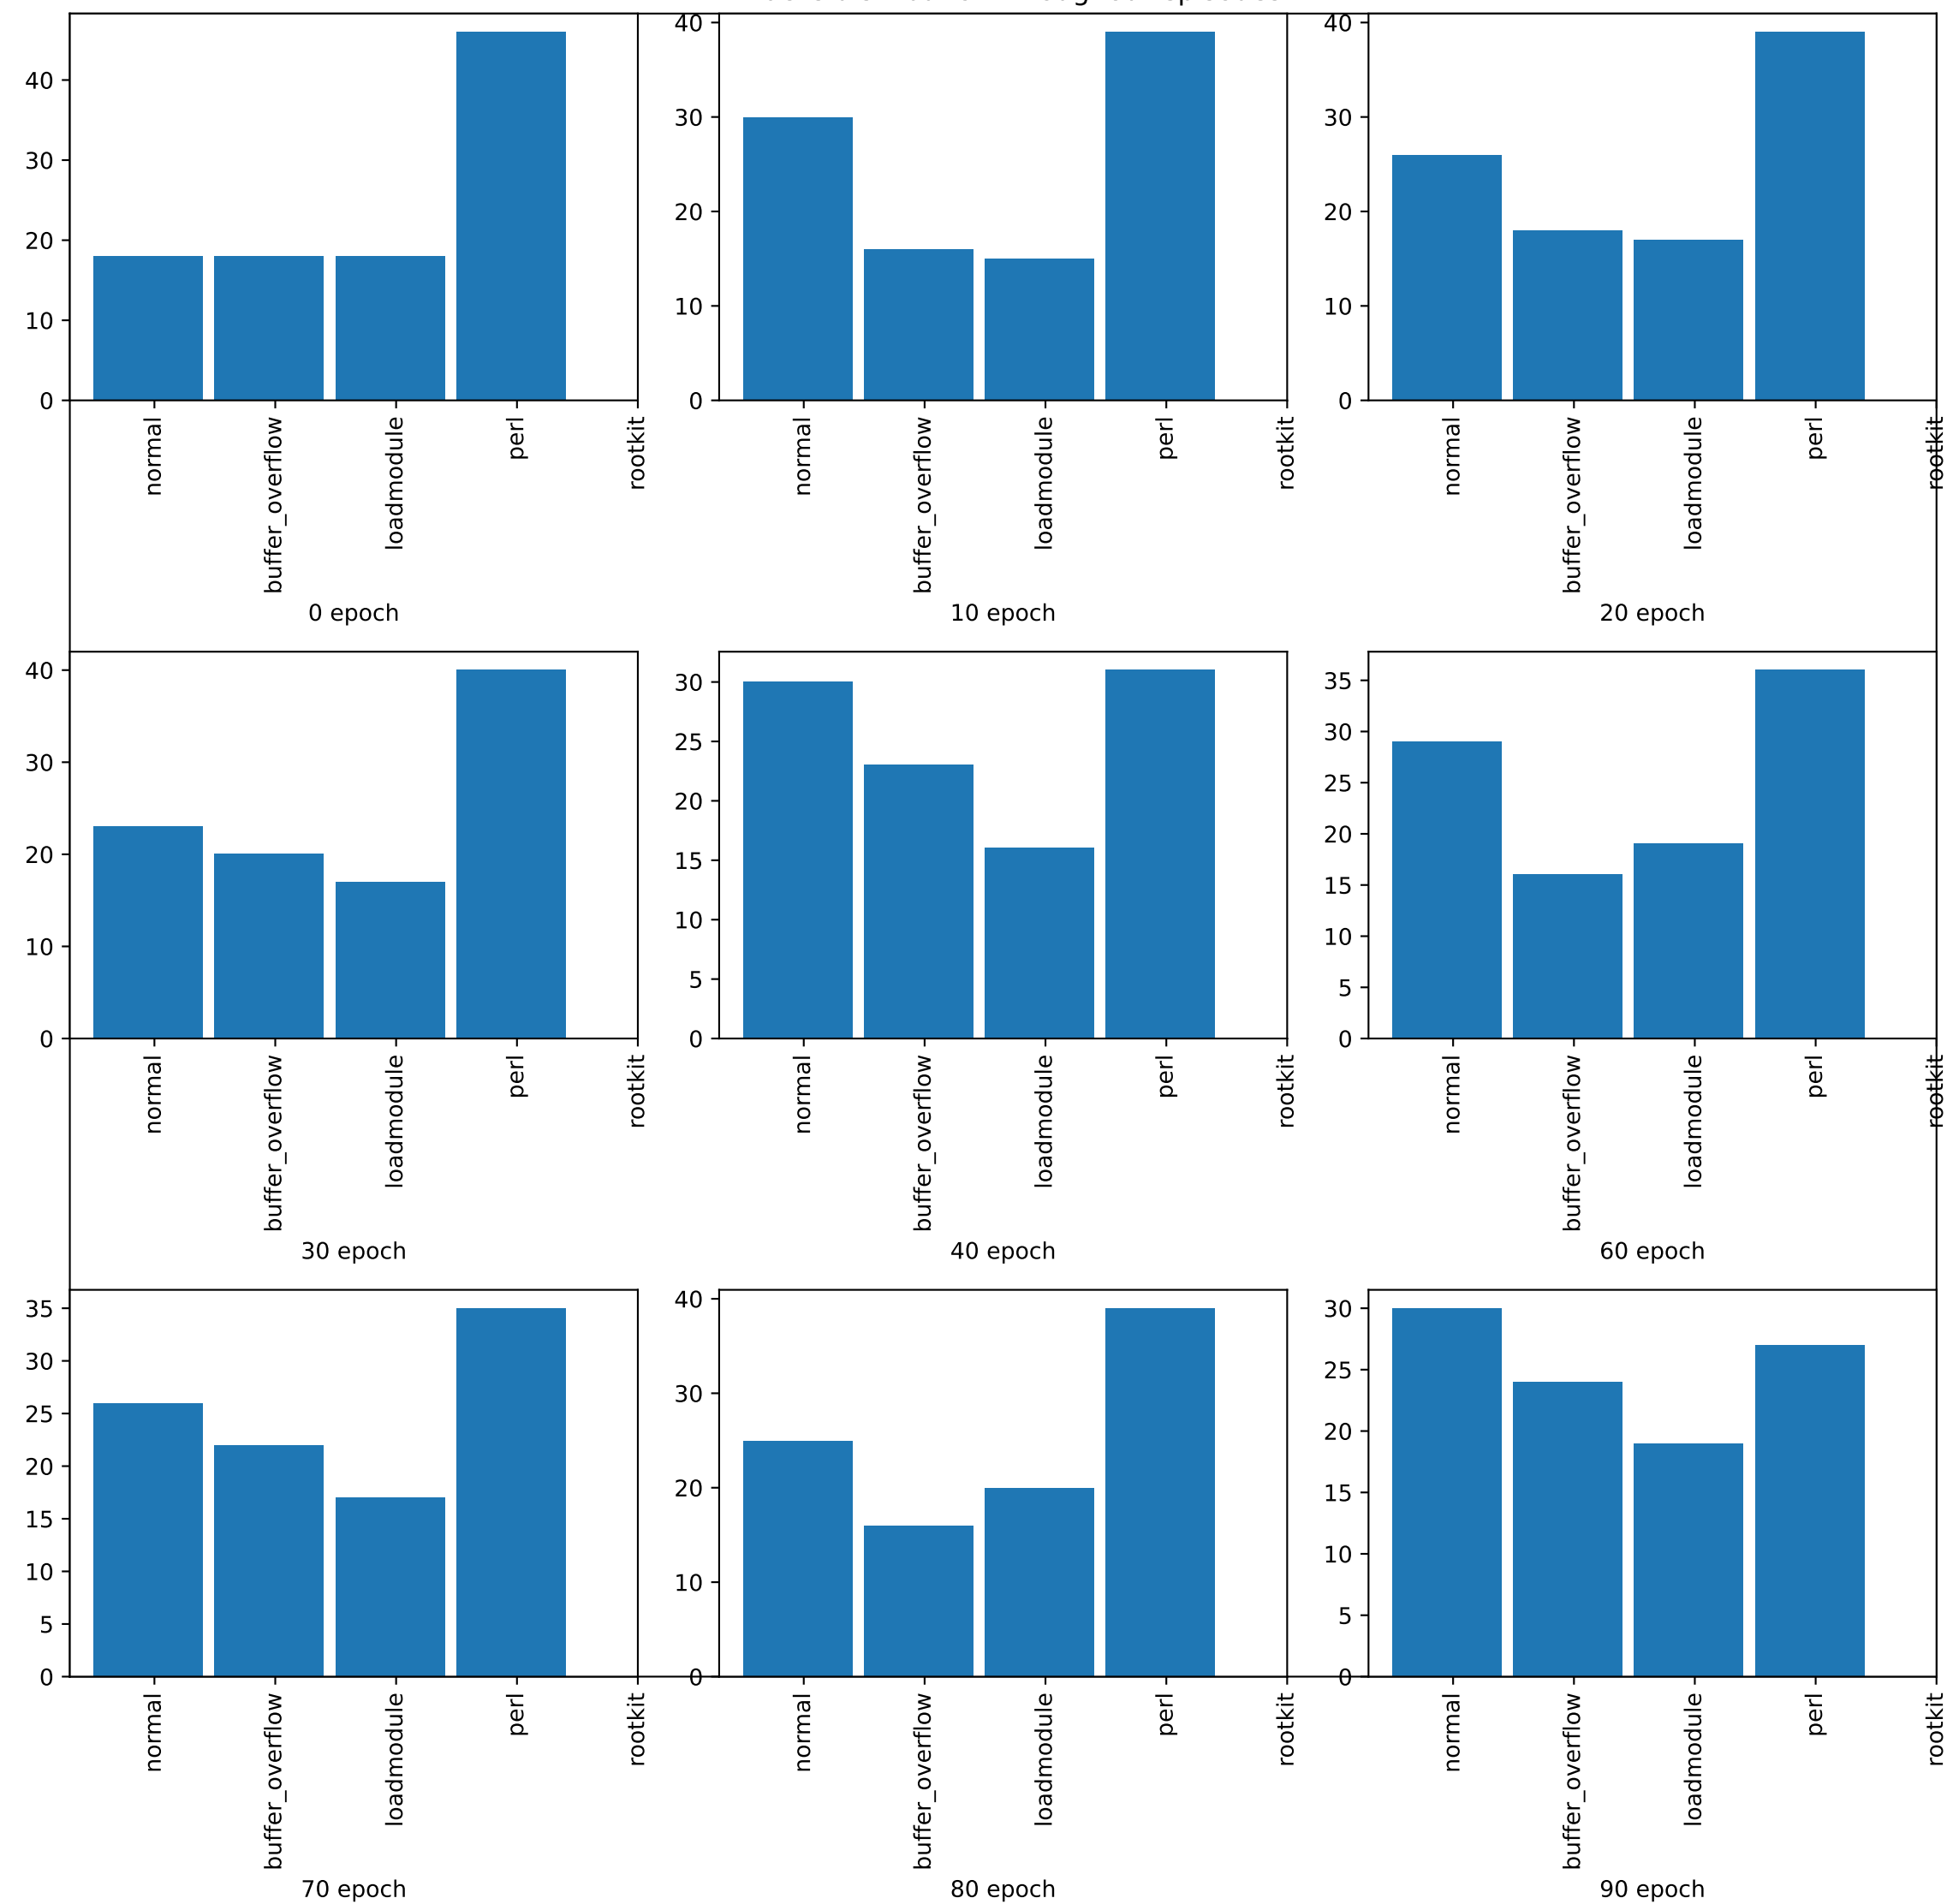 40
30
20
10
0
normal
buffer_overflow
loadmodule
perl
rootkit
0 epoch
40
30
20
10
0
normal
buffer_overflow
loadmodule
perl
rootkit
10 epoch
40
30
20
10
0
normal
buffer_overflow
loadmodule
perl
rootkit
20 epoch
40
30
20
10
0
normal
buffer_overflow
loadmodule
perl
rootkit
30 epoch
30
25
20
15
10
5
0
normal
buffer_overflow
loadmodule
perl
rootkit
40 epoch
35
30
25
20
15
10
5
0
normal
buffer_overflow
loadmodule
perl
rootkit
60 epoch
35
30
25
20
15
10
5
0
normal
buffer_overflow
loadmodule
perl
rootkit
70 epoch
40
30
20
10
0
normal
buffer_overflow
loadmodule
perl
rootkit
80 epoch
30
25
20
15
10
5
0
normal
buffer_overflow
loadmodule
perl
rootkit
90 epoch